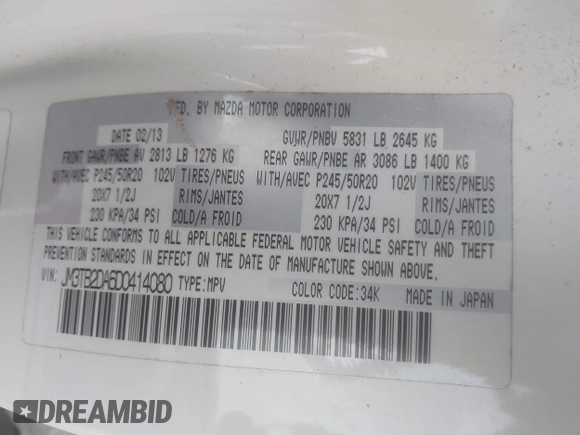 MFD. BY MAZDA MOTOR CORPORATION
DATE 02/13 GVWR/PNBV 5831 LB 2645 KG
FRONT GAWR/PNBE AV 2813 LB 1276 KG REAR GAWR/PNBE AR 3086 LB 1400 KG
WITH/AVEC P245/50R20 102V TIRES/PNEUS WITH/AVEC P245/50R20 102V TIRES/PNEUS
20X7 1/2J RIMS/JANTES 20X7 1/2J RIMS/JANTES
230 KPA/34 PSI COLD/A FROID 230 KPA/34 PSI COLD/A FROID
THIS VEHICLE CONFORMS TO ALL APPLICABLE FEDERAL MOTOR VEHICLE SAFETY AND THEFT
PREVENTION STANDARDS IN EFFECT ON THE DATE OF MANUFACTURE SHOWN ABOVE.
VIN: JM3TB2DA6D0414080 TYPE:MPV COLOR CODE:34K MADE IN JAPAN
DREAMBID